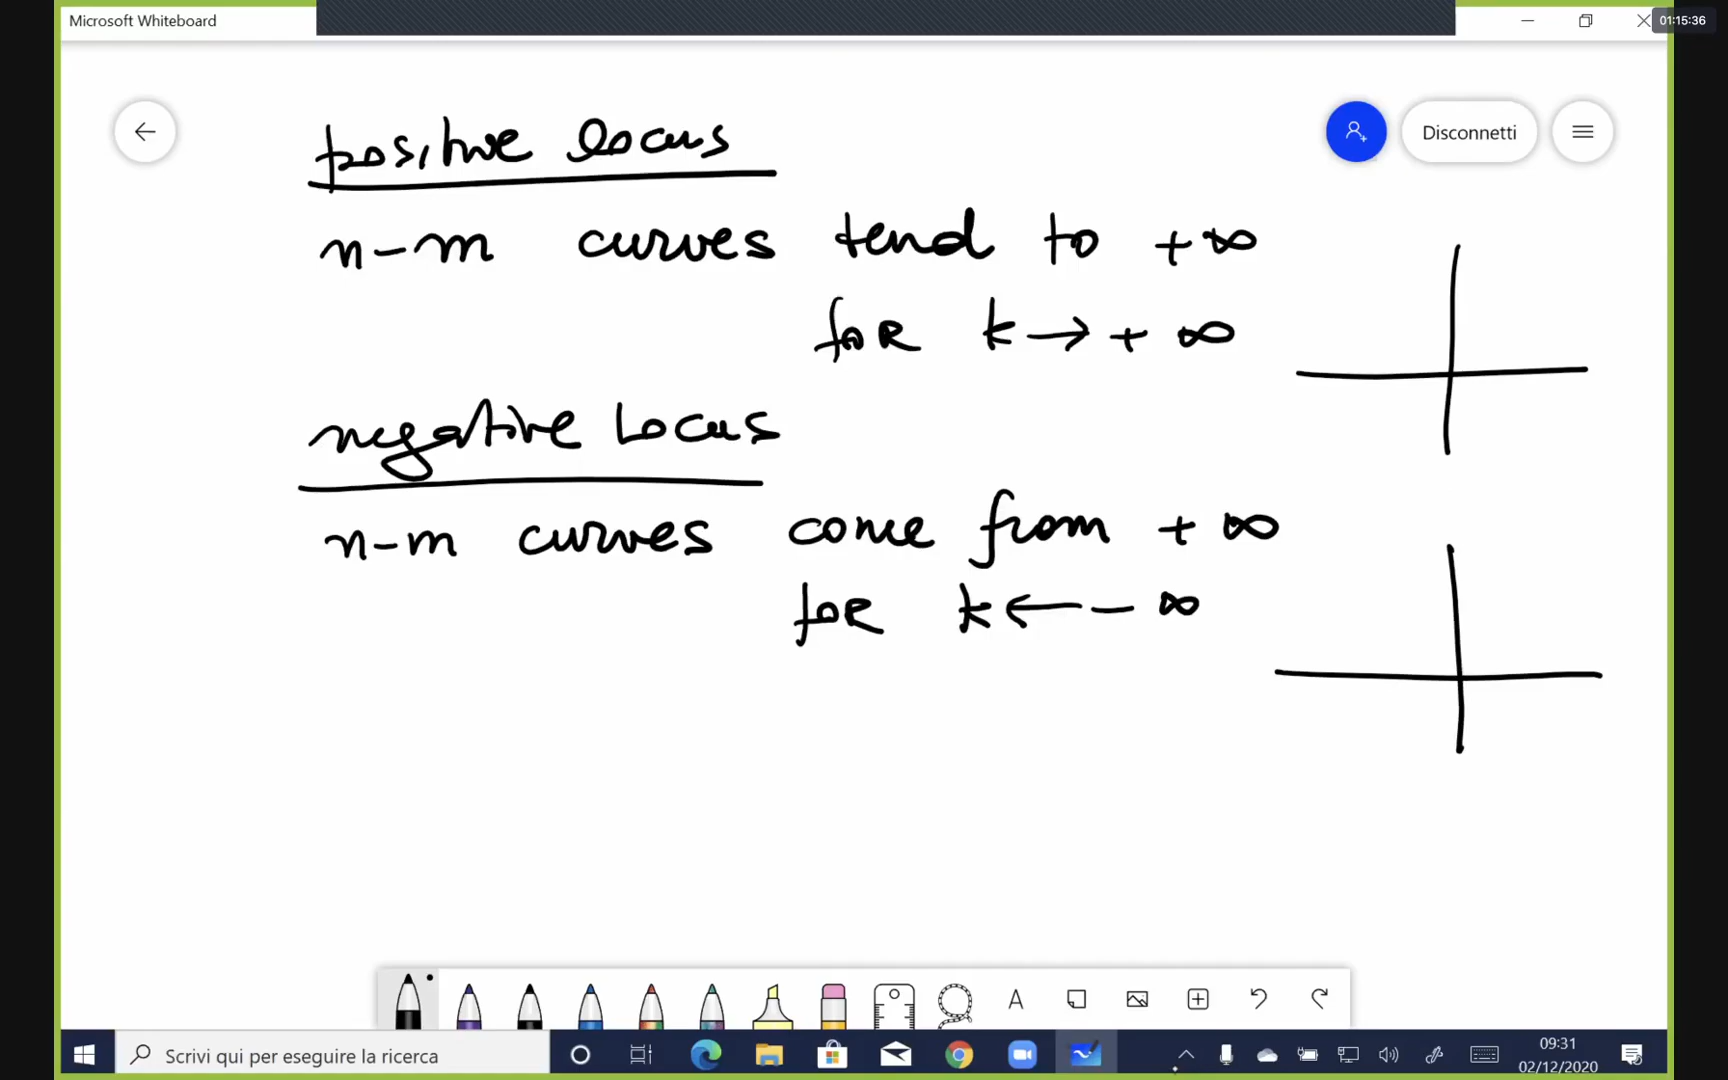 Microsoft Whiteboard
01:15:36
Disconnetti
positive locus
n-m curves tend to +∞
for k→+∞
negative Locus
n-m curves come from +∞
for k←-∞
A
Scrivi qui per eseguire la ricerca
09:31
02/12/2020